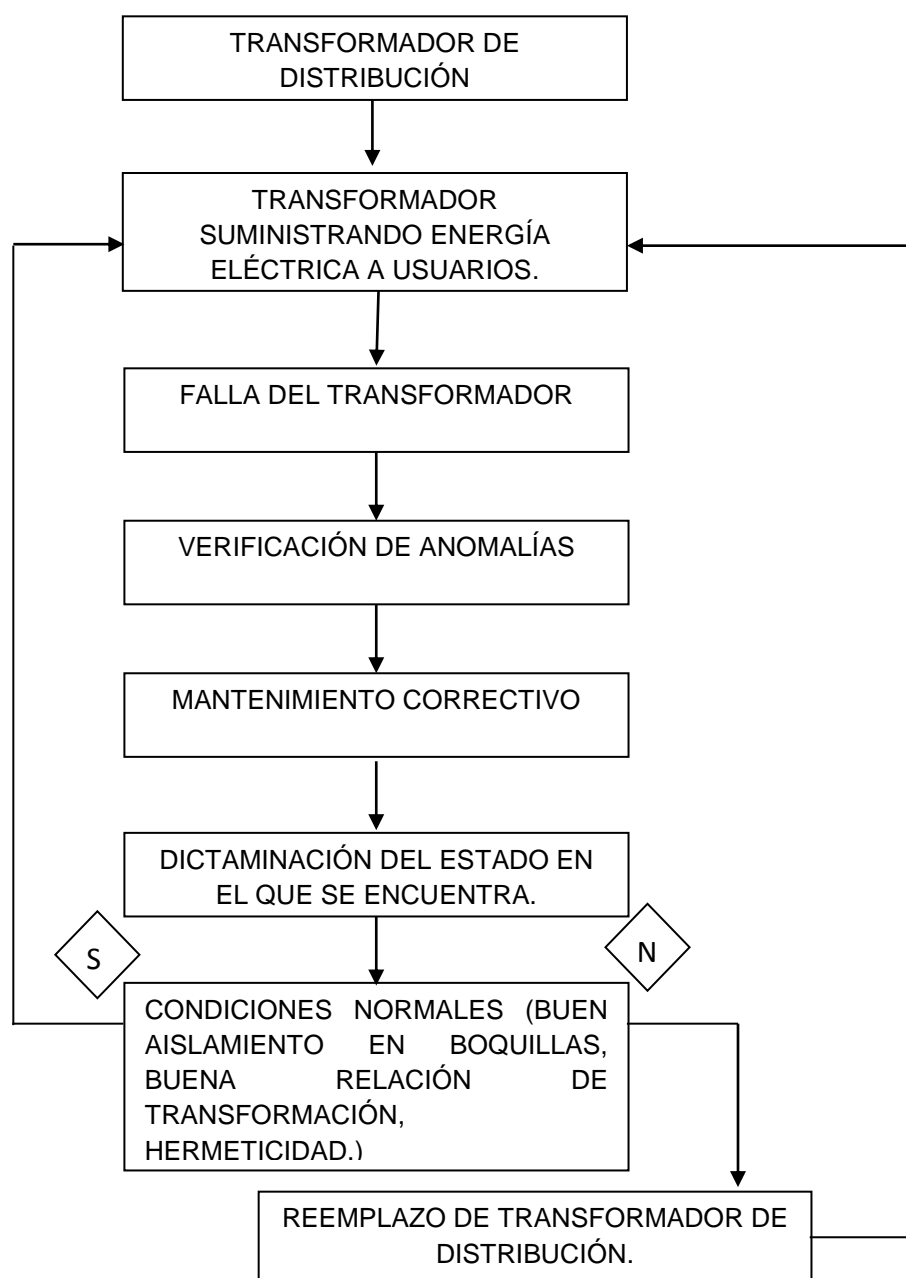 TRANSFORMADOR DE
DISTRIBUCIÓN
TRANSFORMADOR
SUMINISTRANDO ENERGÍA
ELÉCTRICA A USUARIOS.
FALLA DEL TRANSFORMADOR
VERIFICACIÓN DE ANOMALÍAS
MANTENIMIENTO CORRECTIVO
DICTAMINACIÓN DEL ESTADO EN
EL QUE SE ENCUENTRA.
S
N
CONDICIONES NORMALES (BUEN
AISLAMIENTO EN BOQUILLAS,
BUENA RELACIÓN DE
TRANSFORMACIÓN,
HERMETICIDAD.)
REEMPLAZO DE TRANSFORMADOR DE
DISTRIBUCIÓN.